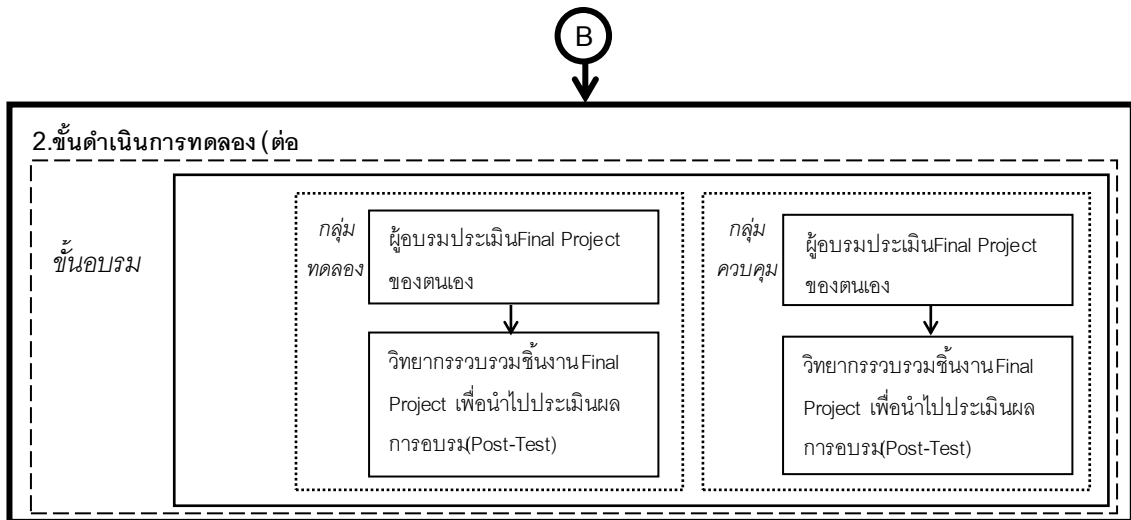 B
2.ขั้นดำเนินการทดลอง (ต่อ
ขั้นอบรม
กลุ่ม
ทดลอง
ผู้อบรมประเมินFinal Project
ของตนเอง
วิทยากรรวบรวมชิ้นงานFinal
Project เพื่อนำไปประเมินผล
การอบรม(Post-Test)
กลุ่ม
ควบคุม
ผู้อบรมประเมินFinal Project
ของตนเอง
วิทยากรรวบรวมชิ้นงานFinal
Project เพื่อนำไปประเมินผล
การอบรม(Post-Test)